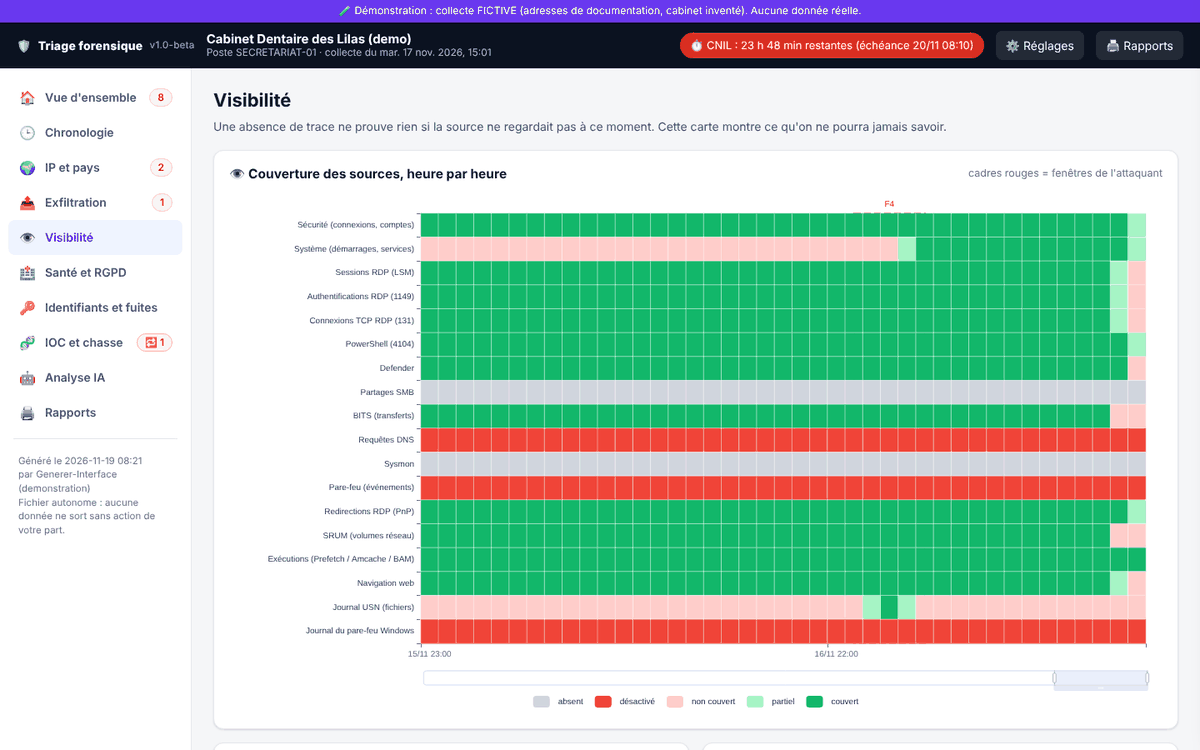 🧪 Démonstration : collecte FICTIVE (adresses de documentation, cabinet inventé). Aucune donnée réelle.
Triage forensique v1.0-beta
Cabinet Dentaire des Lilas (demo)
Poste SECRETARIAT-01 · collecte du mar. 17 nov. 2026, 15:01
CNIL : 23 h 48 min restantes (échéance 20/11 08:10)
Réglages
Rapports
Vue d'ensemble 8
Chronologie
IP et pays 2
Exfiltration 1
Visibilité
Santé et RGPD
Identifiants et fuites
IOC et chasse 1
Analyse IA
Rapports
Généré le 2026-11-19 08:21
par Generer-Interface
(demonstration)
Fichier autonome : aucune
donnée ne sort sans action de
votre part.
Visibilité
Une absence de trace ne prouve rien si la source ne regardait pas à ce moment. Cette carte montre ce qu'on ne pourra jamais savoir.
Couverture des sources, heure par heure
cadres rouges = fenêtres de l'attaquant
F4
Sécurité (connexions, comptes)
Système (démarrages, services)
Sessions RDP (LSM)
Authentifications RDP (1149)
Connexions TCP RDP (131)
PowerShell (4104)
Defender
Partages SMB
BITS (transferts)
Requêtes DNS
Sysmon
Pare-feu (événements)
Redirections RDP (PnP)
SRUM (volumes réseau)
Exécutions (Prefetch / Amcache / BAM)
Navigation web
Journal USN (fichiers)
Journal du pare-feu Windows
15/11 23:00
16/11 22:00
absent
désactivé
non couvert
partiel
couvert